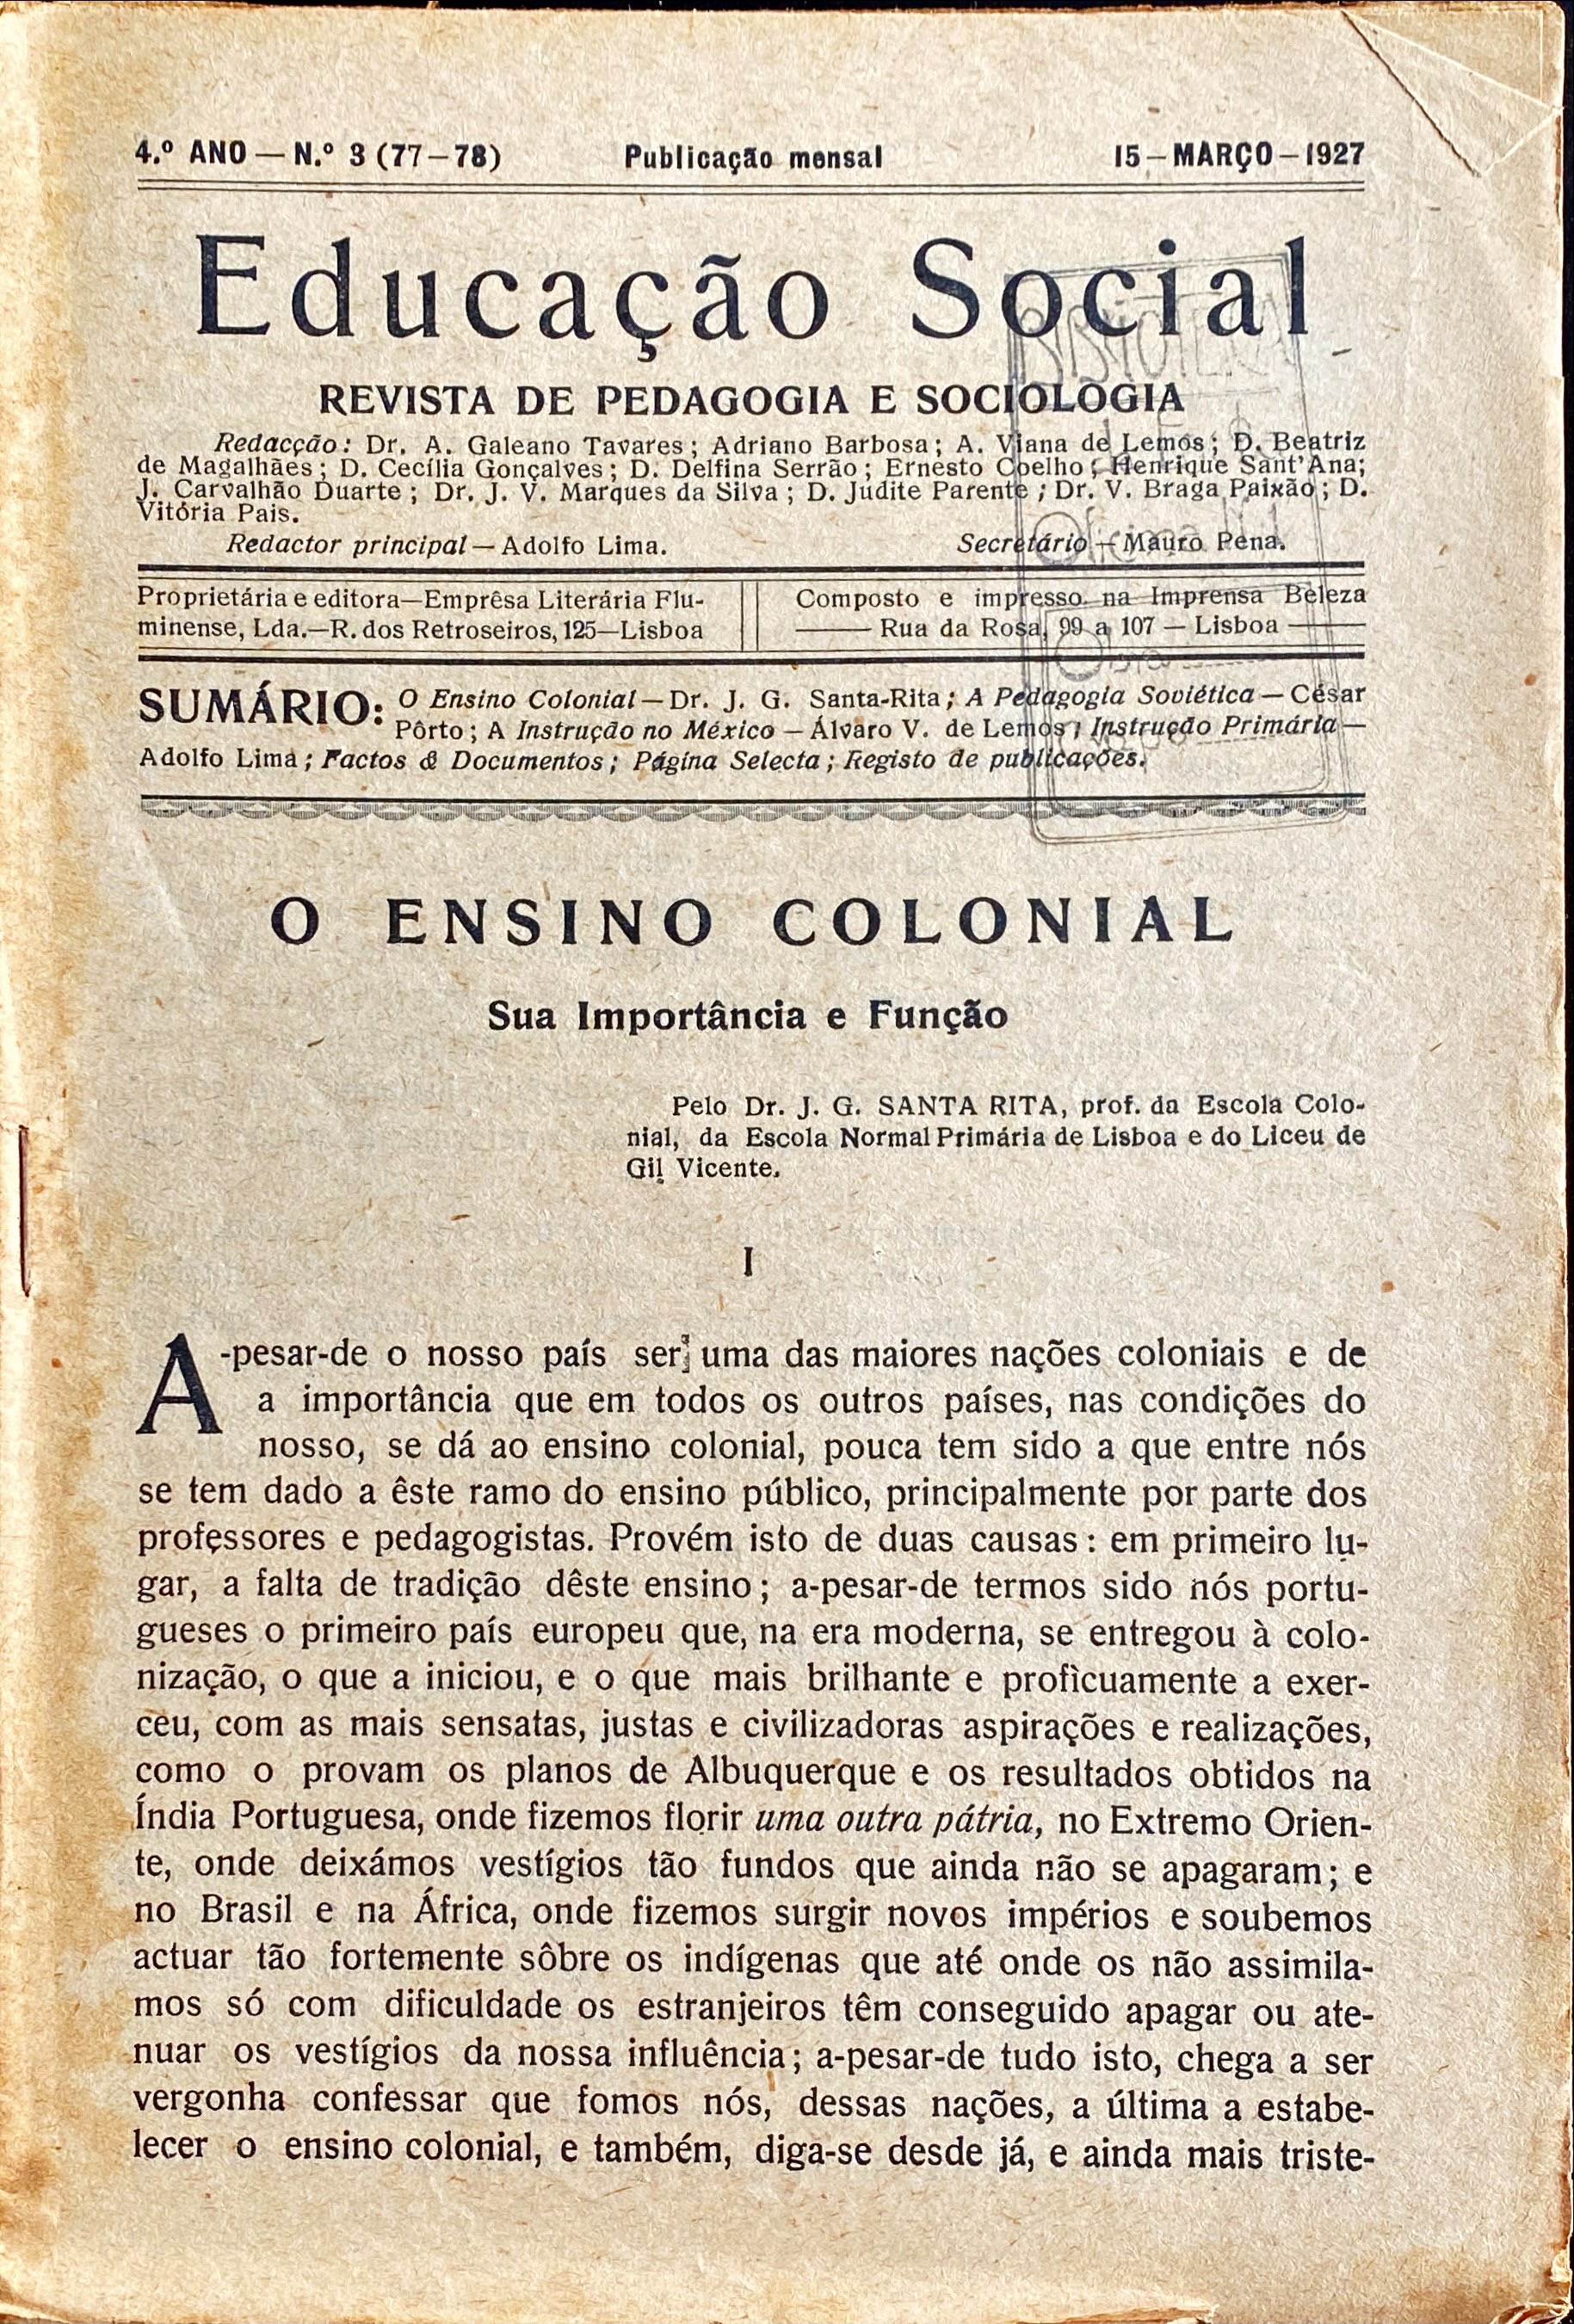 4.º ANO — N.º 3 (77–78) Publicação mensal 15–MARÇO–1927
Educação Social
REVISTA DE PEDAGOGIA E SOCIOLOGIA
Redacção: Dr. A. Galeano Tavares; Adriano Barbosa; A. Viana de Lemos; D. Beatriz
de Magalhães; D. Cecília Gonçalves; D. Delfina Serrão; Ernesto Coelho; Henrique Sant'Ana;
J. Carvalhão Duarte; Dr. J. V. Marques da Silva; D. Judite Parente; Dr. V. Braga Paixão; D.
Vitória Pais.
Redactor principal — Adolfo Lima. Secretário — Mauro Pena.
Proprietária e editora—Emprêsa Literária Flu-
minense, Lda.—R. dos Retroseiros, 125—Lisboa
Composto e impresso na Imprensa Beleza
Rua da Rosa, 99 a 107 — Lisboa
SUMÁRIO: O Ensino Colonial — Dr. J. G. Santa-Rita; A Pedagogia Soviética — César
Pôrto; A Instrução no México — Álvaro V. de Lemos; Instrução Primária —
Adolfo Lima; Factos & Documentos; Página Selecta; Registo de publicações.
BIBLIOTECA
O ENSINO COLONIAL
Sua Importância e Função
Pelo Dr. J. G. SANTA RITA, prof. da Escola Colo-
nial, da Escola Normal Primária de Lisboa e do Liceu de
Gil Vicente.
I
A-pesar-de o nosso país ser uma das maiores nações coloniais e de
a importância que em todos os outros países, nas condições do
nosso, se dá ao ensino colonial, pouca tem sido a que entre nós
se tem dado a êste ramo do ensino público, principalmente por parte dos
professores e pedagogistas. Provém isto de duas causas: em primeiro lu-
gar, a falta de tradição dêste ensino; a-pesar-de termos sido nós portu-
gueses o primeiro país europeu que, na era moderna, se entregou à colo-
nização, o que a iniciou, e o que mais brilhante e profìcuamente a exer-
ceu, com as mais sensatas, justas e civilizadoras aspirações e realizações,
como o provam os planos de Albuquerque e os resultados obtidos na
Índia Portuguesa, onde fizemos florir uma outra pátria, no Extremo Orien-
te, onde deixámos vestígios tão fundos que ainda não se apagaram; e
no Brasil e na África, onde fizemos surgir novos impérios e soubemos
actuar tão fortemente sôbre os indígenas que até onde os não assimila-
mos só com dificuldade os estranjeiros têm conseguido apagar ou ate-
nuar os vestígios da nossa influência; a-pesar-de tudo isto, chega a ser
vergonha confessar que fomos nós, dessas nações, a última a estabe-
lecer o ensino colonial, e também, diga-se desde já, e ainda mais triste-